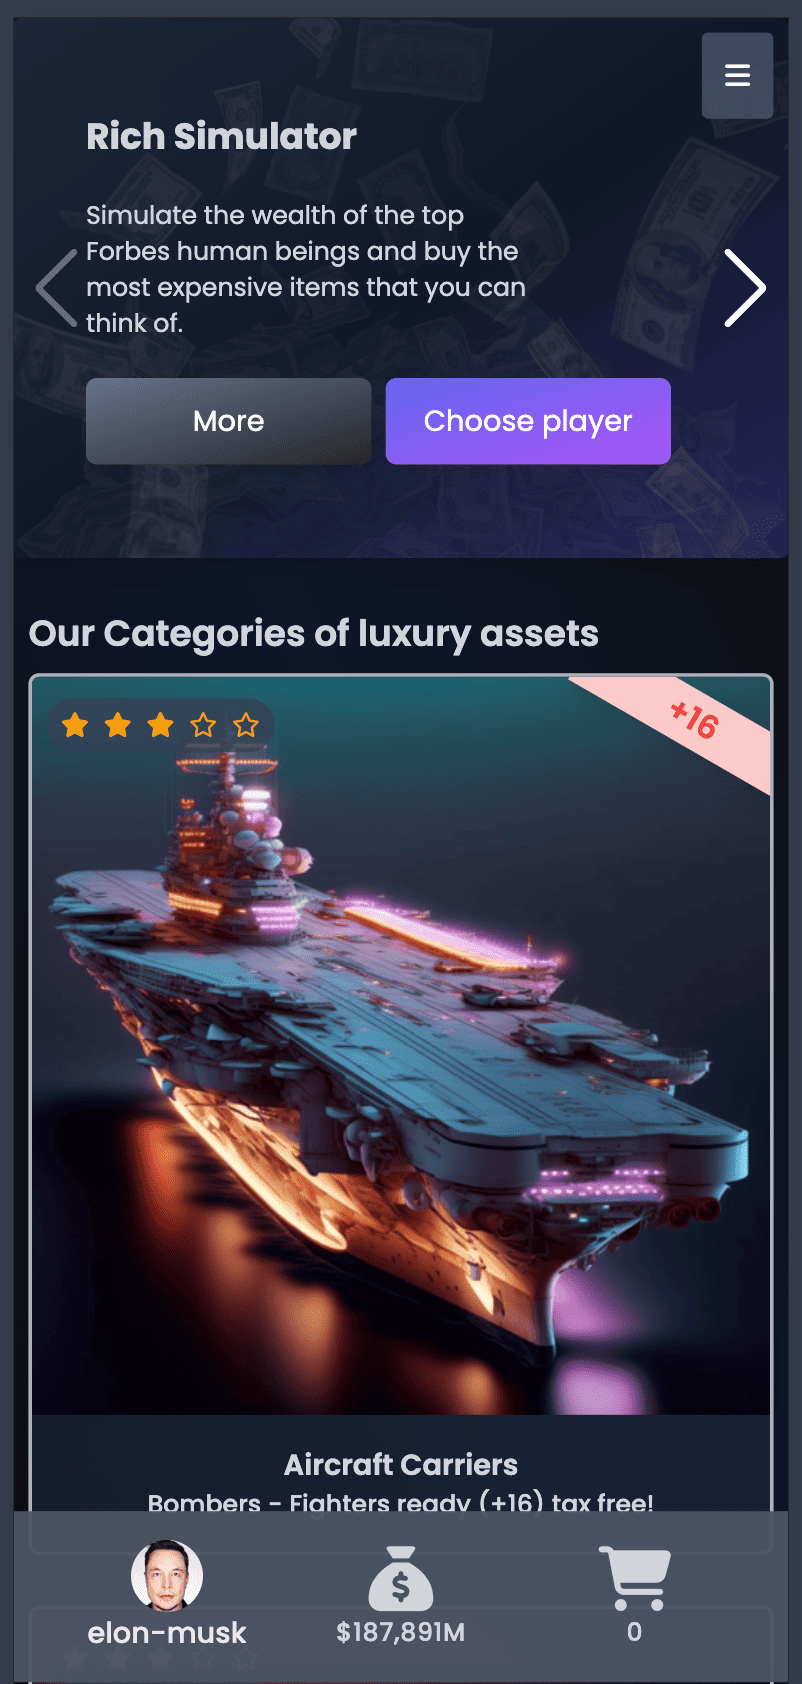 Rich Simulator
Simulate the wealth of the top
Forbes human beings and buy the
most expensive items that you can
think of.
More
Choose player
Our Categories of luxury assets
+16
Aircraft Carriers
Bombers - Fighters ready (+16) tax free!
elon-musk
$187,891M
0